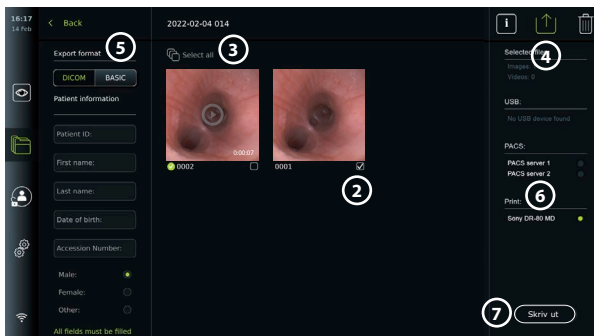 16:17
14 Feb
Back
2022-02-04 014
i
Export format
5
DICOM BASIC
Patient information
Patient ID:
First name:
Last name:
Date of birth:
Accession Number:
Male:
Female:
Other:
All fields must be filled
Select all
3
0:00:07
0002
0001
2
4
Selected files
Images:
Videos: 0
USB:
No USB device found
PACS:
PACS server 1
PACS server 2
6
Print:
Sony DR-80 MD
7
Skriv ut